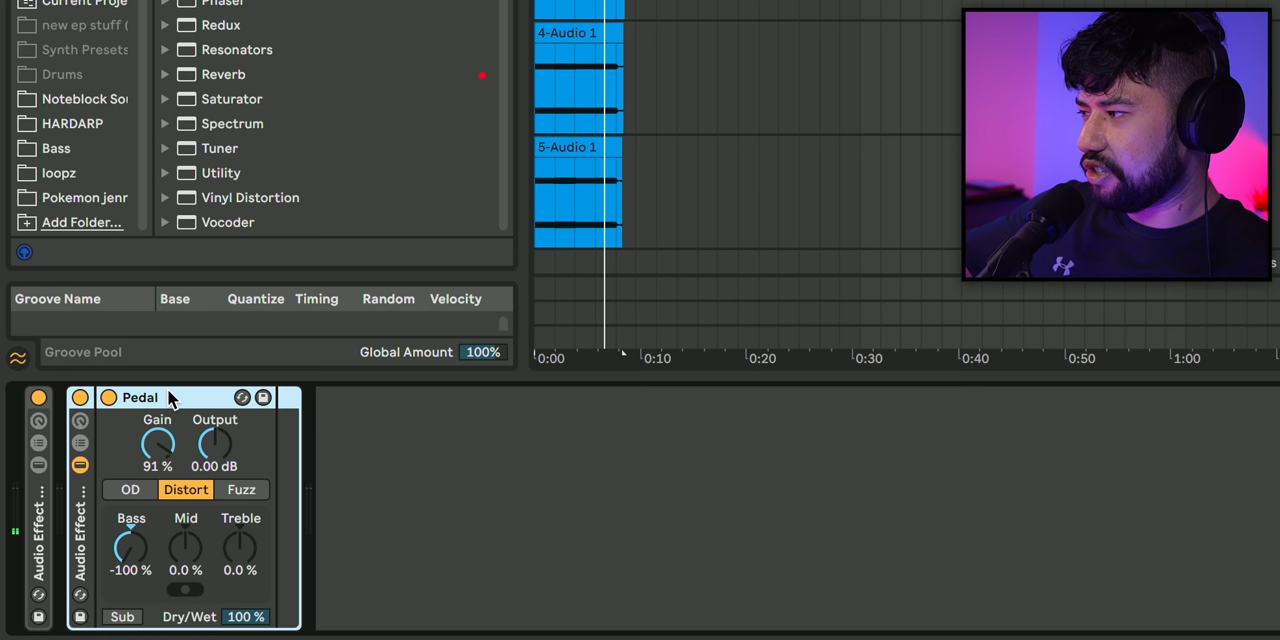 Current Proje
new ep stuff (
Synth Presets
Drums
Noteblock Sou
HARDARP
Bass
loopz
Pokemon jenr
Add Folder...
Phaser
Redux
Resonators
Reverb
Saturator
Spectrum
Tuner
Utility
Vinyl Distortion
Vocoder
Groove Name Base Quantize Timing Random Velocity
Groove Pool Global Amount 100%
4-Audio 1
5-Audio 1
0:00 0:10 0:20 0:30 0:40 0:50 1:00
Audio Effect ...
Audio Effect ...
Pedal
Gain Output
91 % 0.00 dB
OD Distort Fuzz
Bass Mid Treble
-100 % 0.0 % 0.0 %
Sub Dry/Wet 100 %